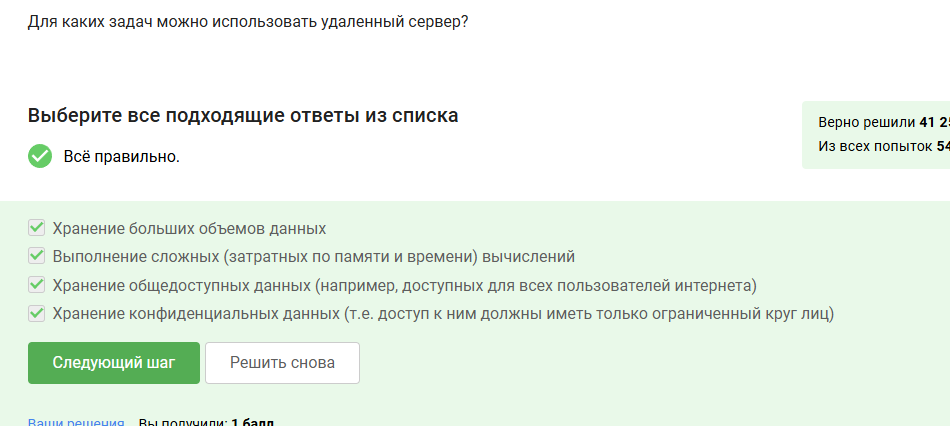 Для каких задач можно использовать удаленный сервер?
Выберите все подходящие ответы из списка
Всё правильно.
Верно решили 41 25
Из всех попыток 54
Хранение больших объемов данных
Выполнение сложных (затратных по памяти и времени) вычислений
Хранение общедоступных данных (например, доступных для всех пользователей интернета)
Хранение конфиденциальных данных (т.е. доступ к ним должны иметь только ограниченный круг лиц)
Следующий шаг
Решить снова
Ваши решения Вы получили: 1 балл